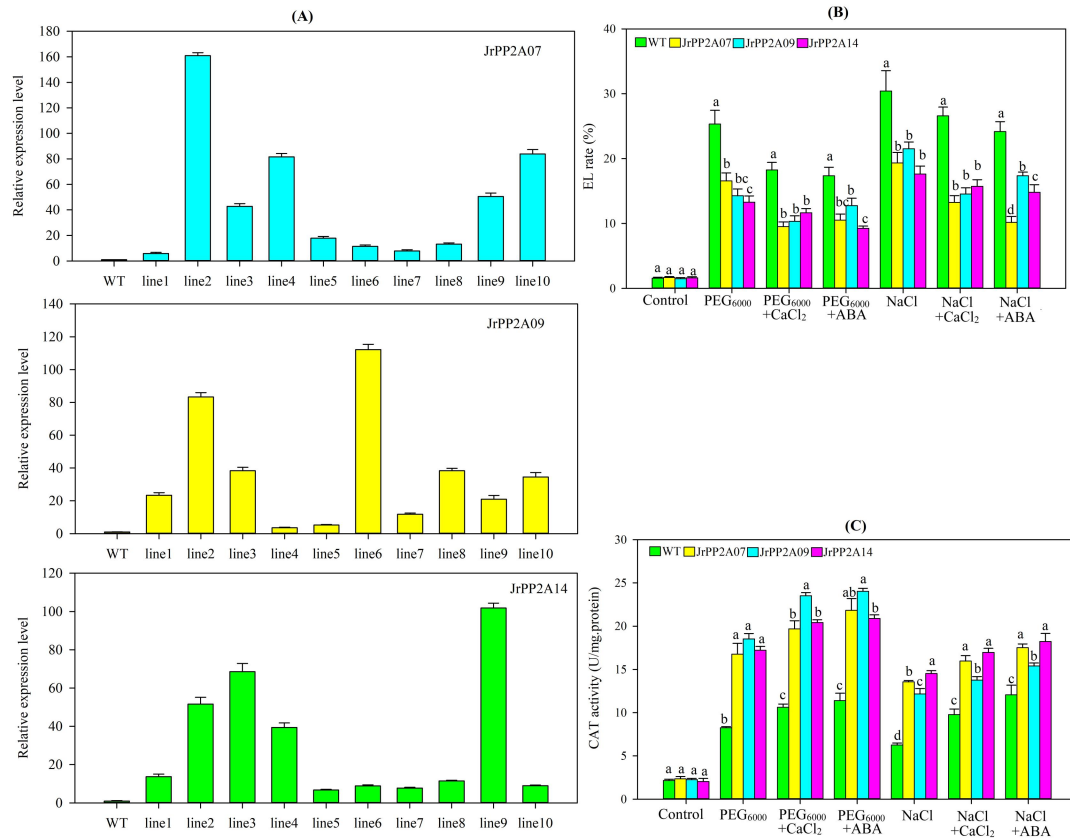 (A)
Relative expression level
180
160
140
120
100
80
60
40
20
0
JrPP2A07
WT line1 line2 line3 line4 line5 line6 line7 line8 line9 line10
Relative expression level
140
120
100
80
60
40
20
0
JrPP2A09
WT line1 line2 line3 line4 line5 line6 line7 line8 line9 line10
Relative expression level
120
100
80
60
40
20
0
JrPP2A14
WT line1 line2 line3 line4 line5 line6 line7 line8 line9 line10
(B)
EL rate (%)
40
30
20
10
0
WT JrPP2A07 JrPP2A09 JrPP2A14
a a a a
a b bc c
a b b b
a bc b c
a b b c
a b b b
a d b c
Control PEG6000 PEG6000 PEG6000 NaCl NaCl NaCl
+CaCl2 +ABA +CaCl2 +ABA
(C)
CAT activity (U/mg.protein)
30
25
20
15
10
5
0
WT JrPP2A07 JrPP2A09 JrPP2A14
a a a a
b a a a
c b a b
c ab a b
d b c a
c a b a
c a b a
Control PEG6000 PEG6000 PEG6000 NaCl NaCl NaCl
+CaCl2 +ABA +CaCl2 +ABA